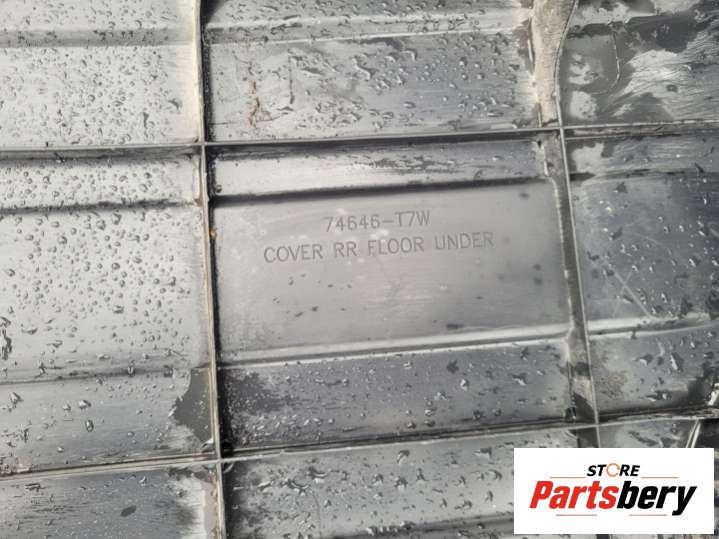 74646-T7W
COVER RR FLOOR UNDER
STORE
Partsbery